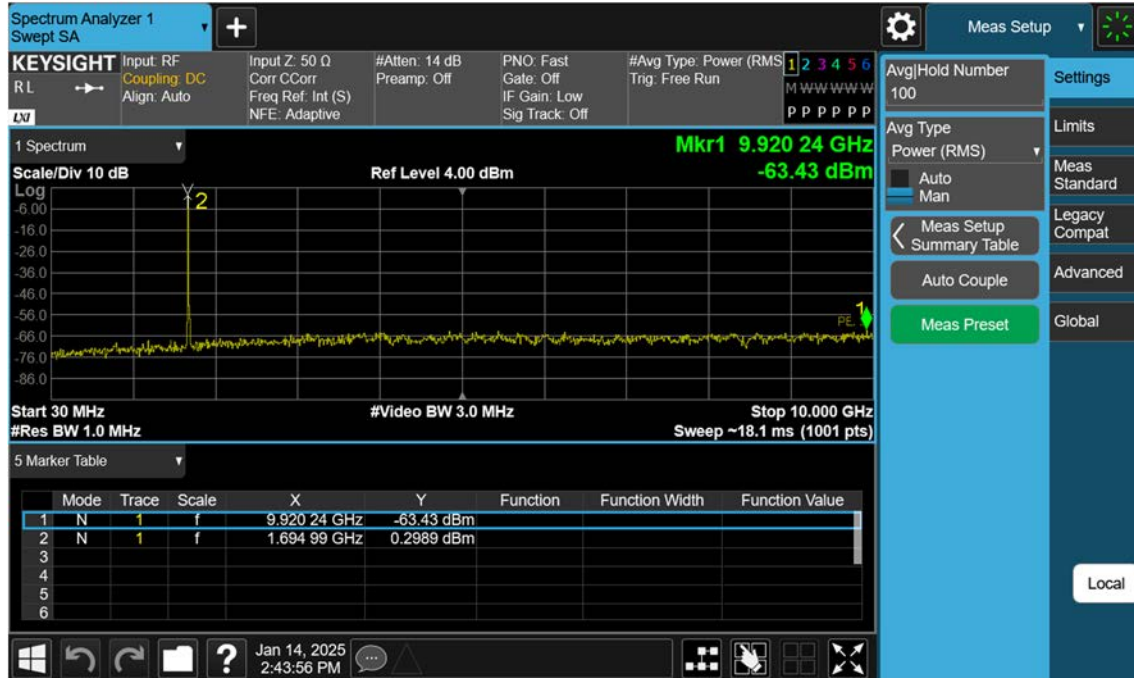 Spectrum Analyzer 1
Swept SA
Meas Setup
KEYSIGHT
RL
LXI
Input: RF
Coupling: DC
Align: Auto
Input Z: 50 Ω
Corr CCorr
Freq Ref: Int (S)
NFE: Adaptive
#Atten: 14 dB
Preamp: Off
PNO: Fast
Gate: Off
IF Gain: Low
Sig Track: Off
#Avg Type: Power (RMS
Trig: Free Run
1 2 3 4 5 6
M W W W W W
P P P P P P
1 Spectrum
Mkr1 9.920 24 GHz
-63.43 dBm
Scale/Div 10 dB
Ref Level 4.00 dBm
Log
-6.00
-16.0
-26.0
-36.0
-46.0
-56.0
-66.0
-76.0
-86.0
2
1
Start 30 MHz
#Video BW 3.0 MHz
Stop 10.000 GHz
#Res BW 1.0 MHz
Sweep ~18.1 ms (1001 pts)
5 Marker Table
Mode Trace Scale X Y Function Function Width Function Value
1 N 1 f 9.920 24 GHz -63.43 dBm
2 N 1 f 1.694 99 GHz 0.2989 dBm
3
4
5
6
Jan 14, 2025
2:43:56 PM
Avg|Hold Number
100
Avg Type
Power (RMS)
Auto
Man
Meas Setup
Summary Table
Auto Couple
Meas Preset
Settings
Limits
Meas
Standard
Legacy
Compat
Advanced
Global
Local